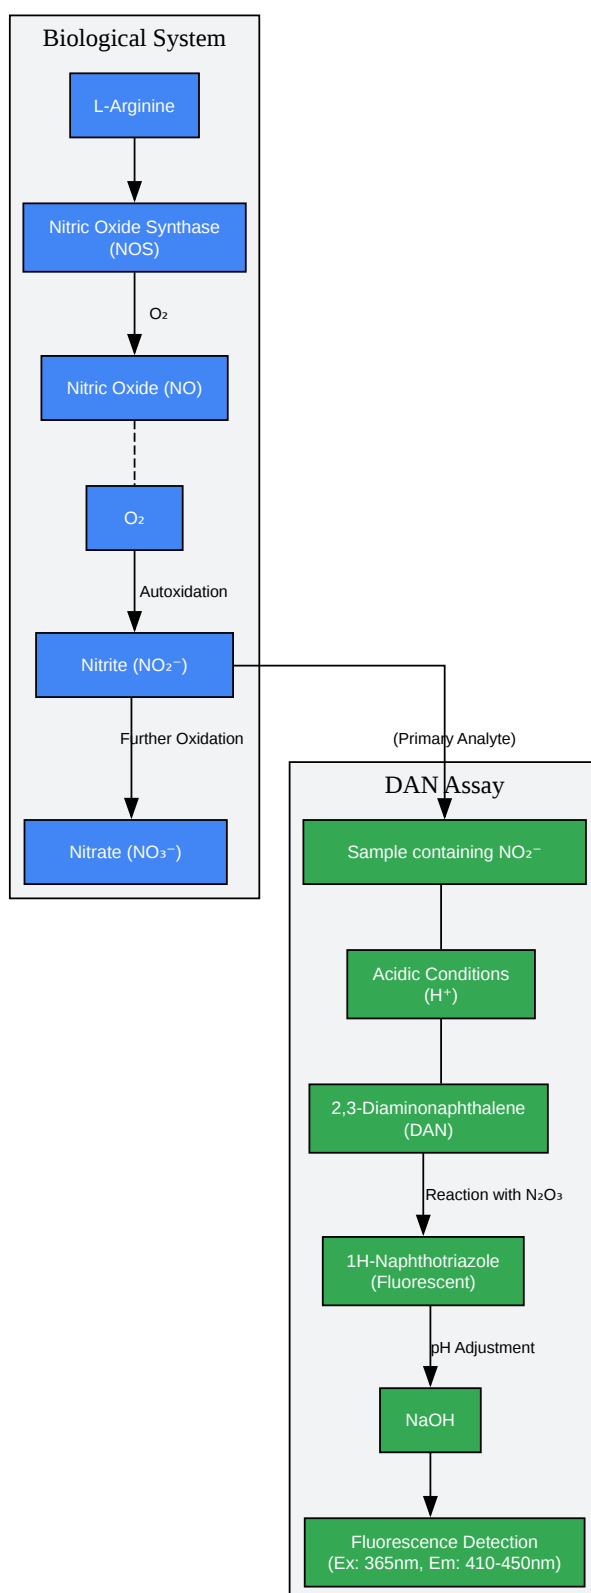 Biological System
L-Arginine
Nitric Oxide Synthase
(NOS)
O₂
Nitric Oxide (NO)
O₂
Autoxidation
Nitrite (NO₂⁻)
Further Oxidation
(Primary Analyte)
Nitrate (NO₃⁻)
DAN Assay
Sample containing NO₂⁻
Acidic Conditions
(H⁺)
2,3-Diaminonaphthalene
(DAN)
Reaction with N₂O₃
1H-Naphthotriazole
(Fluorescent)
pH Adjustment
NaOH
Fluorescence Detection
(Ex: 365nm, Em: 410-450nm)